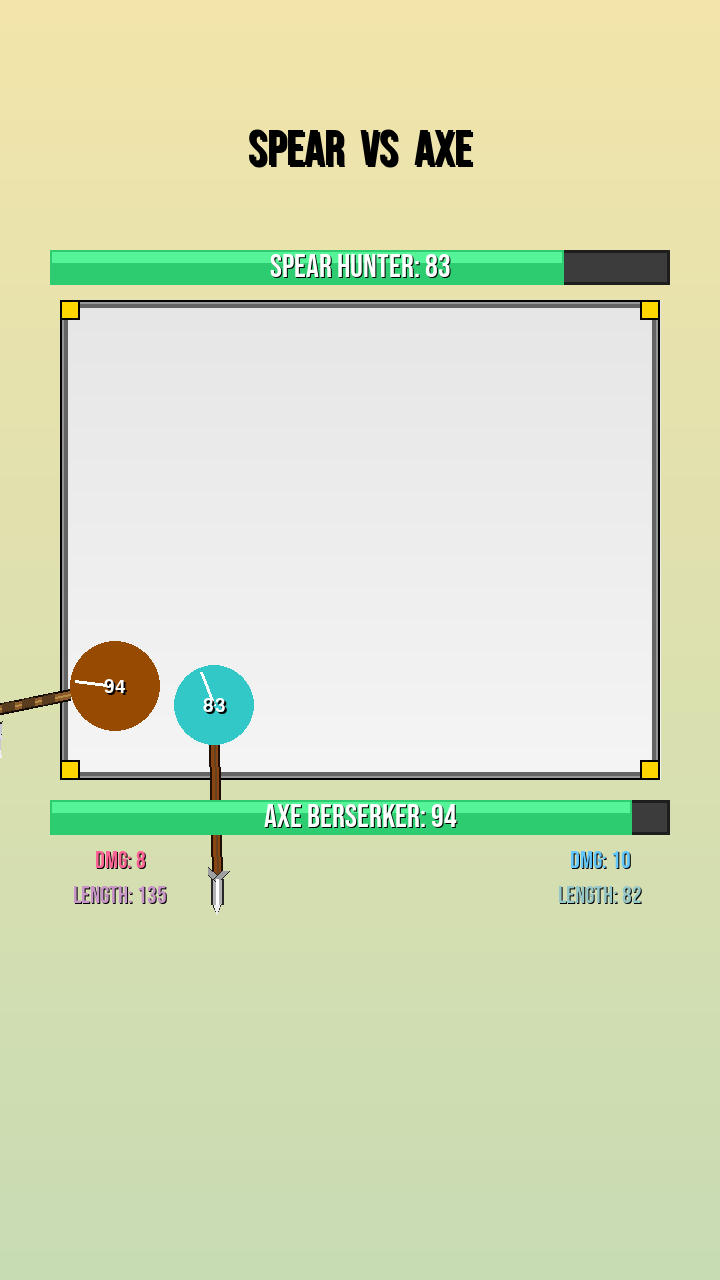 SPEAR VS AXE
SPEAR HUNTER: 83
94
83
AXE BERSERKER: 94
DMG: 8
DMG: 10
LENGTH: 135
LENGTH: 82